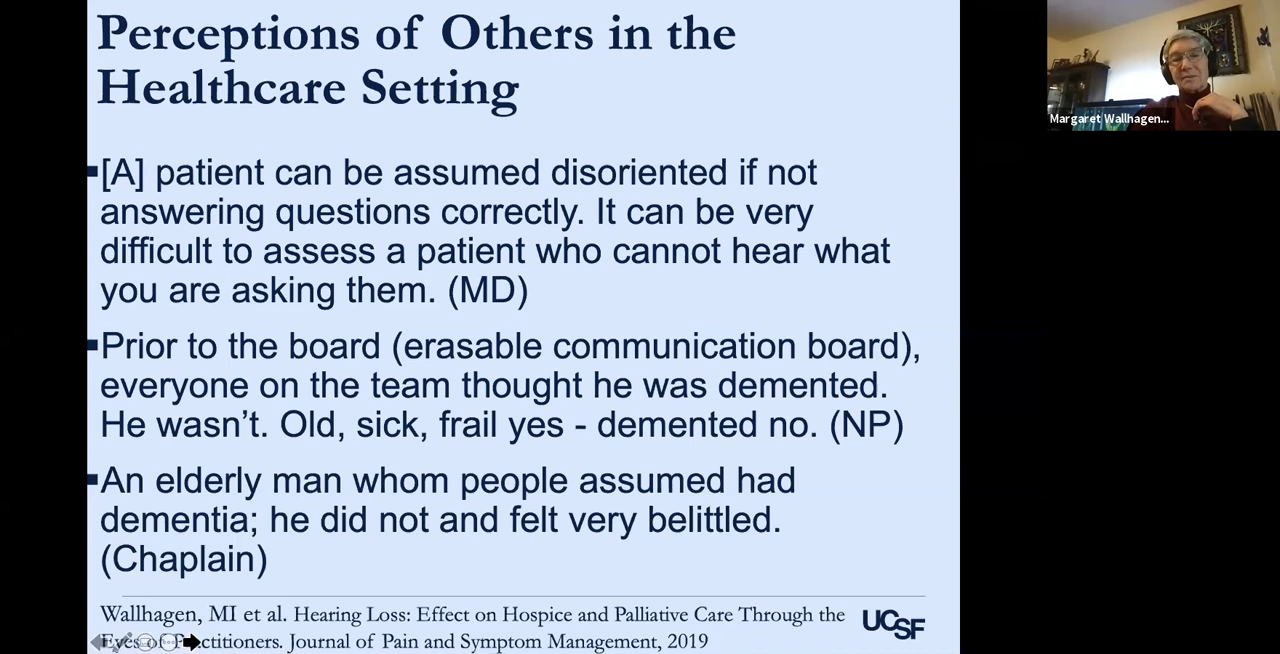 Perceptions of Others in the
Healthcare Setting
▪[A] patient can be assumed disoriented if not
answering questions correctly. It can be very
difficult to assess a patient who cannot hear what
you are asking them. (MD)
▪Prior to the board (erasable communication board),
everyone on the team thought he was demented.
He wasn’t. Old, sick, frail yes - demented no. (NP)
▪An elderly man whom people assumed had
dementia; he did not and felt very belittled.
(Chaplain)
Wallhagen, MI et al. Hearing Loss: Effect on Hospice and Palliative Care Through the
Eyes of Practitioners. Journal of Pain and Symptom Management, 2019
UCSF
Margaret Wallhagen...